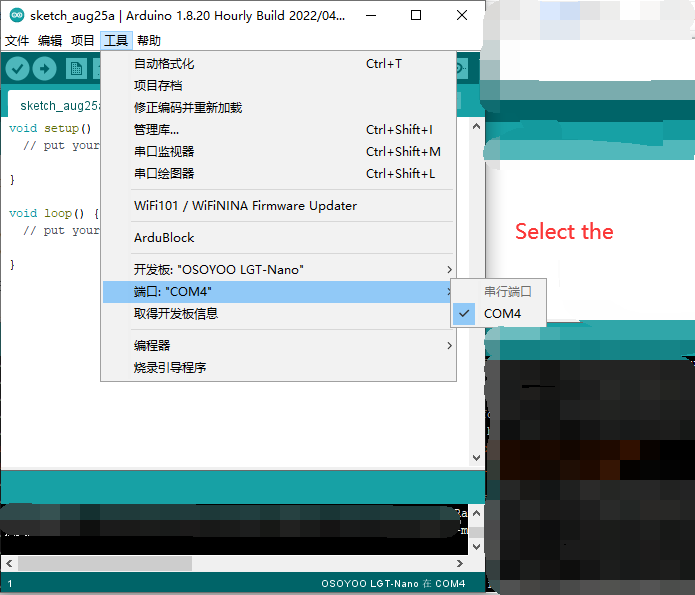 sketch_aug25a | Arduino 1.8.20 Hourly Build 2022/04...
文件 编辑 项目 工具 帮助
sketch_aug25a
void setup()
// put your
}
void loop() {
// put your
}
自动格式化 Ctrl+T
项目存档
修正编码并重新加载
管理库... Ctrl+Shift+I
串口监视器 Ctrl+Shift+M
串口绘图器 Ctrl+Shift+L
WiFi101 / WiFiNINA Firmware Updater
ArduBlock
开发板: "OSOYOO LGT-Nano"
端口: "COM4"
取得开发板信息
编程器
烧录引导程序
串行端口
COM4
Select the
1 OSOYOO LGT-Nano 在 COM4